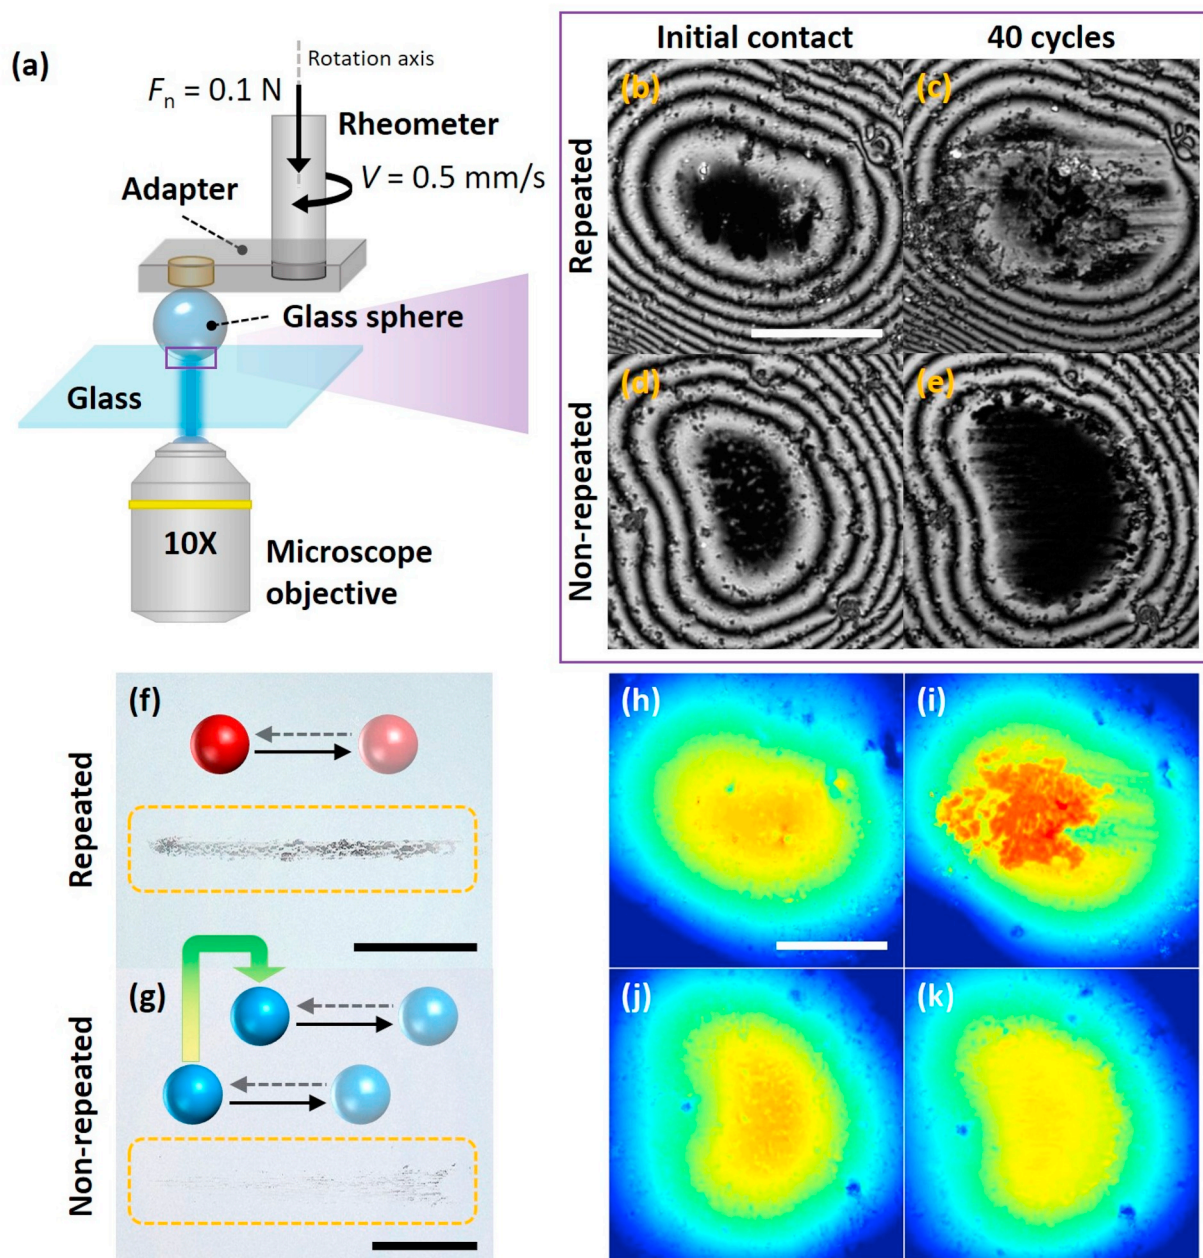 (a)
Rotation axis
Fn = 0.1 N
Rheometer
V = 0.5 mm/s
Adapter
Glass sphere
Glass
10X
Microscope
objective
Initial contact
40 cycles
Repeated
(b)
(c)
Non-repeated
(d)
(e)
Repeated
(f)
Non-repeated
(g)
(h)
(i)
(j)
(k)